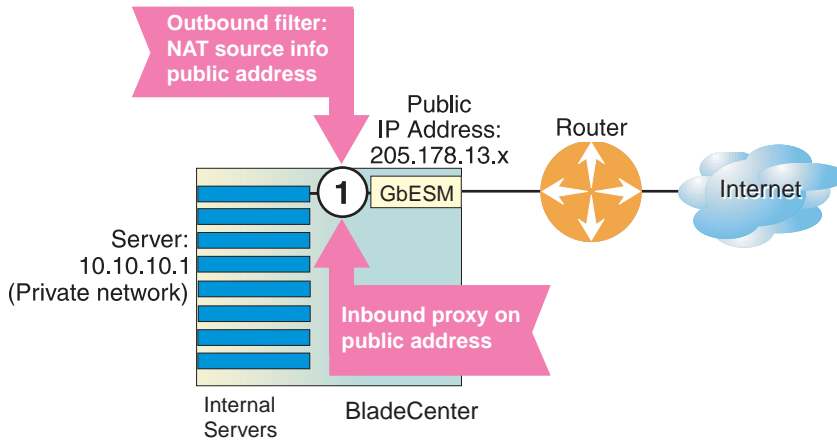 Outbound filter:
NAT source info
public address
Public
IP Address:
205.178.13.x
Router
Internet
1
GbESM
Server:
10.10.10.1
(Private network)
Inbound proxy on
public address
Internal
Servers
BladeCenter